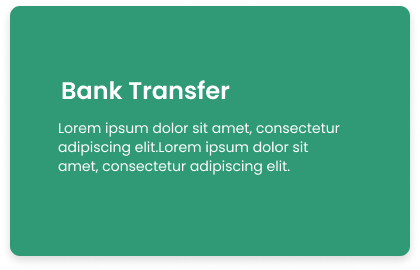 Bank Transfer
Lorem ipsum dolor sit amet, consectetur
adipiscing elit.Lorem ipsum dolor sit
amet, consectetur adipiscing elit.